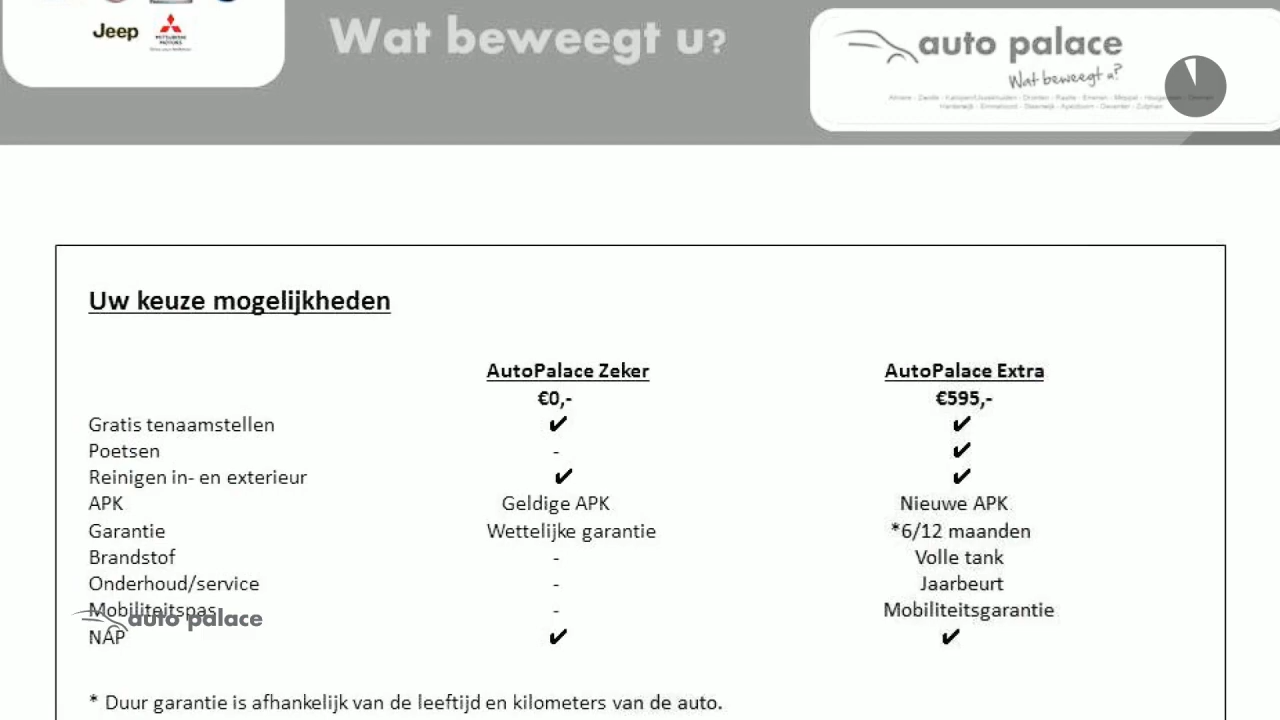 Jeep
MITSUBISHI
MOTORS
Wat beweegt u?
auto palace
Wat beweegt u?
Uw keuze mogelijkheden
AutoPalace Zeker AutoPalace Extra
€0,- €595,-
Gratis tenaamstellen ✔ ✔
Poetsen - ✔
Reinigen in- en exterieur ✔ ✔
APK Geldige APK Nieuwe APK
Garantie Wettelijke garantie *6/12 maanden
Brandstof - Volle tank
Onderhoud/service - Jaarbeurt
Mobiliteitspas - Mobiliteitsgarantie
auto palace
NAP ✔ ✔
* Duur garantie is afhankelijk van de leeftijd en kilometers van de auto.